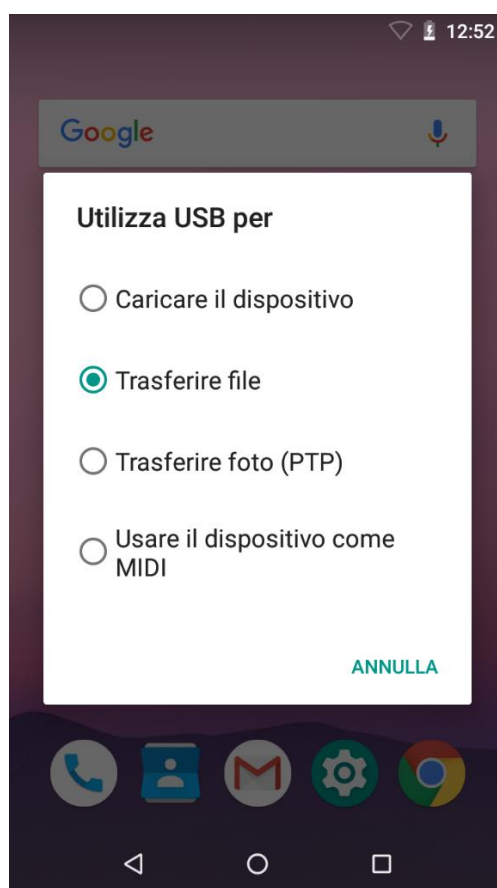 12:52
Google
Utilizza USB per
Caricare il dispositivo
Trasferire file
Trasferire foto (PTP)
Usare il dispositivo come
MIDI
ANNULLA